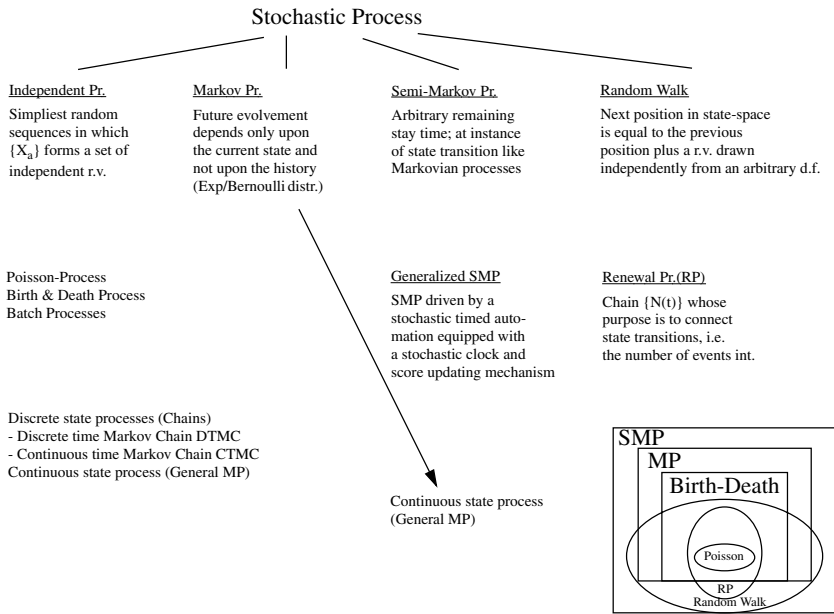 Stochastic Process
Independent Pr.
Simpliest random
sequences in which
{Xa} forms a set of
independent r.v.
Markov Pr.
Future evolvement
depends only upon
the current state and
not upon the history
(Exp/Bernoulli distr.)
Semi-Markov Pr.
Arbitrary remaining
stay time; at instance
of state transition like
Markovian processes
Random Walk
Next position in state-space
is equal to the previous
position plus a r.v. drawn
independently from an arbitrary d.f.
Poisson-Process
Birth & Death Process
Batch Processes
Generalized SMP
SMP driven by a
stochastic timed auto-
mation equipped with
a stochastic clock and
score updating mechanism
Renewal Pr.(RP)
Chain {N(t)} whose
purpose is to connect
state transitions, i.e.
the number of events int.
Discrete state processes (Chains)
- Discrete time Markov Chain DTMC
- Continuous time Markov Chain CTMC
Continuous state process (General MP)
Continuous state process
(General MP)
SMP
MP
Birth-Death
Poisson
RP
Random Walk